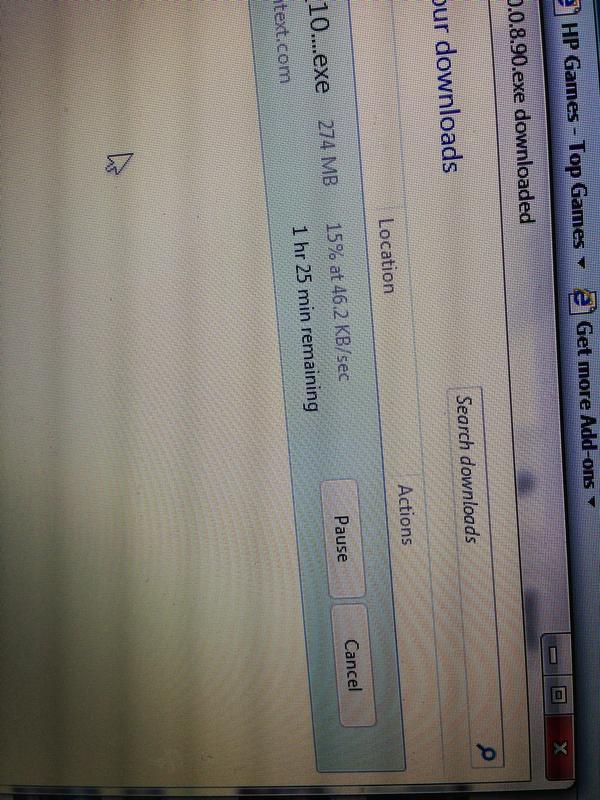 HP Games - Top Games Get more Add-ons
0.0.8.90.exe downloaded
our downloads
Search downloads
Location Actions
10....exe 274 MB 15% at 46.2 KB/sec Pause Cancel
ntext.com 1 hr 25 min remaining